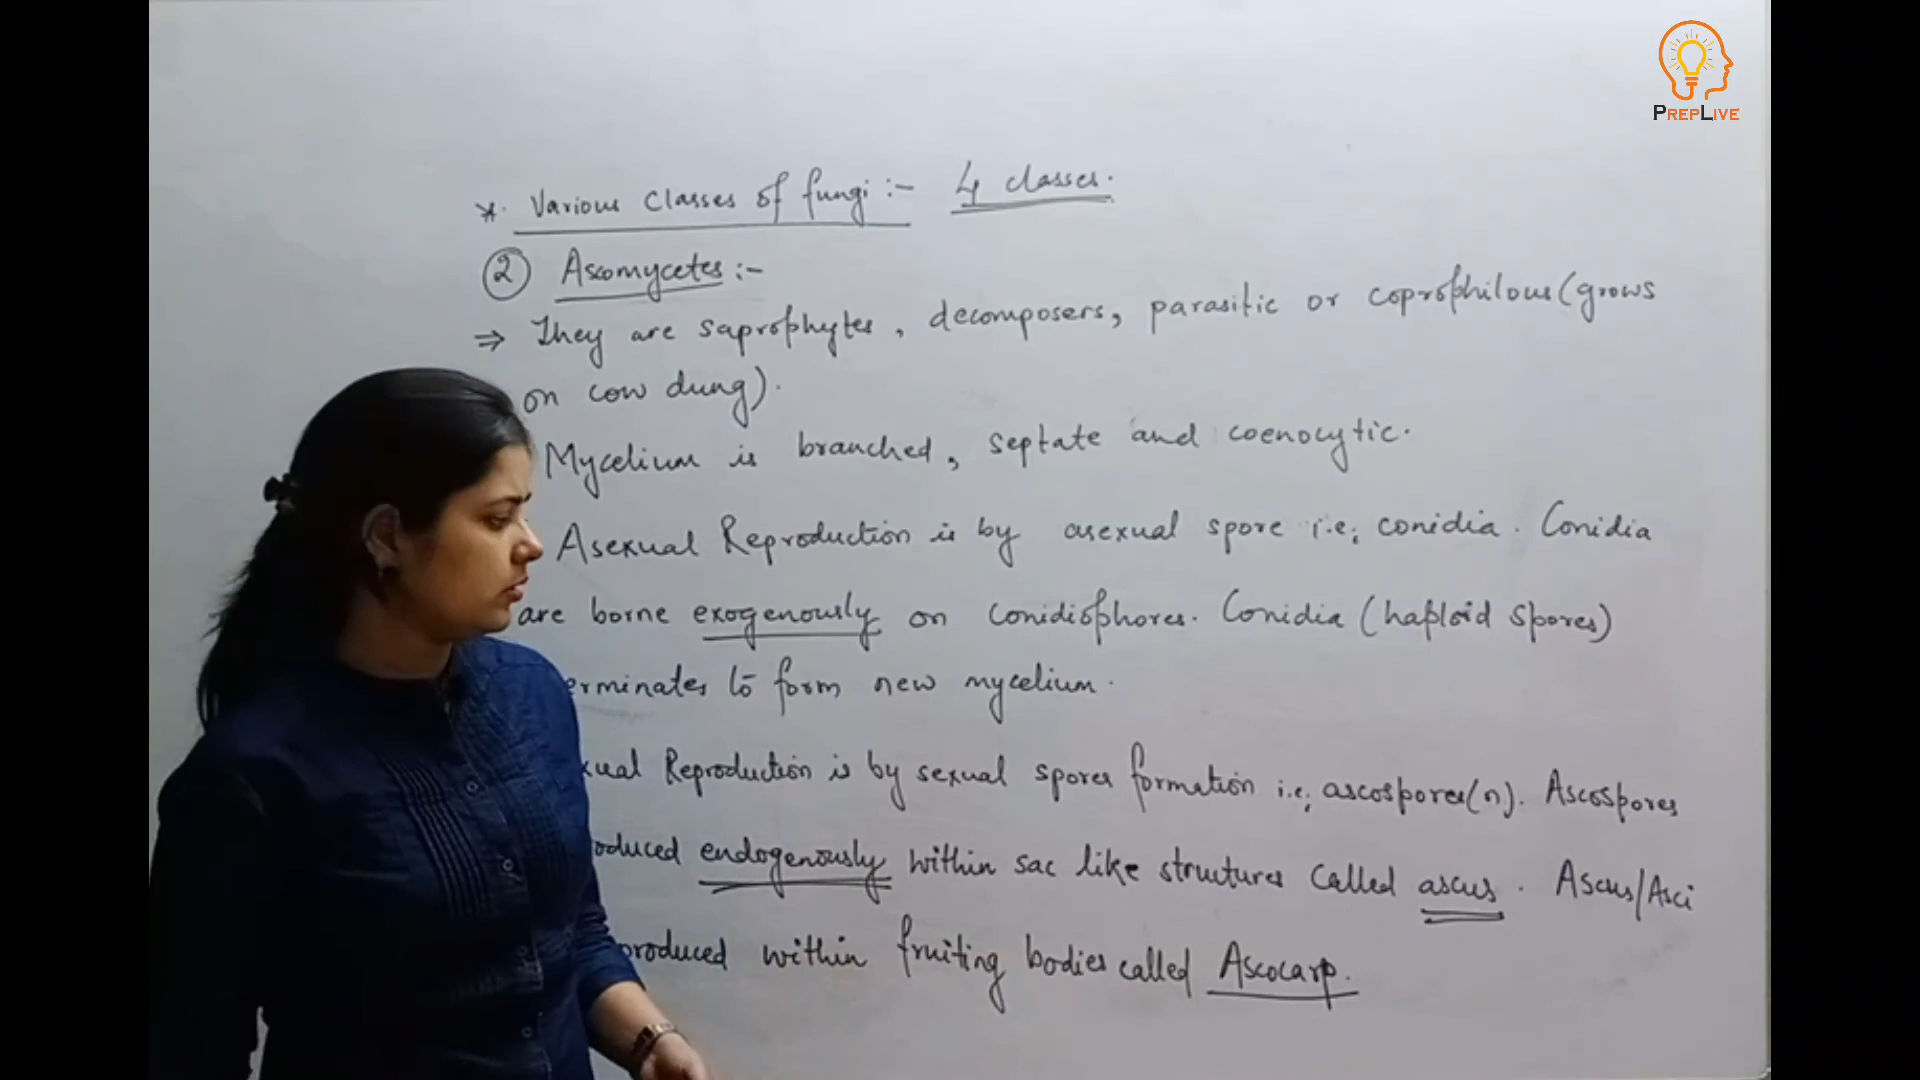 PREPLIVE
*. Various Classes of fungi :- 4 classes.
② Ascomycetes :-
⇒ They are saprophytes, decomposers, parasitic or coprophilous (grows
on cow dung).
Mycelium is branched, septate and coenocytic.
Asexual Reproduction is by asexual spore i.e; conidia. Conidia
are borne exogenously on conidiophores. Conidia (haploid spores)
erminates to form new mycelium.
xual Reproduction is by sexual spores formation i.e; ascospores(n). Ascospores
oduced endogenously within sac like structures called ascus. Ascus/Asci
produced within fruiting bodies called Ascocarp.